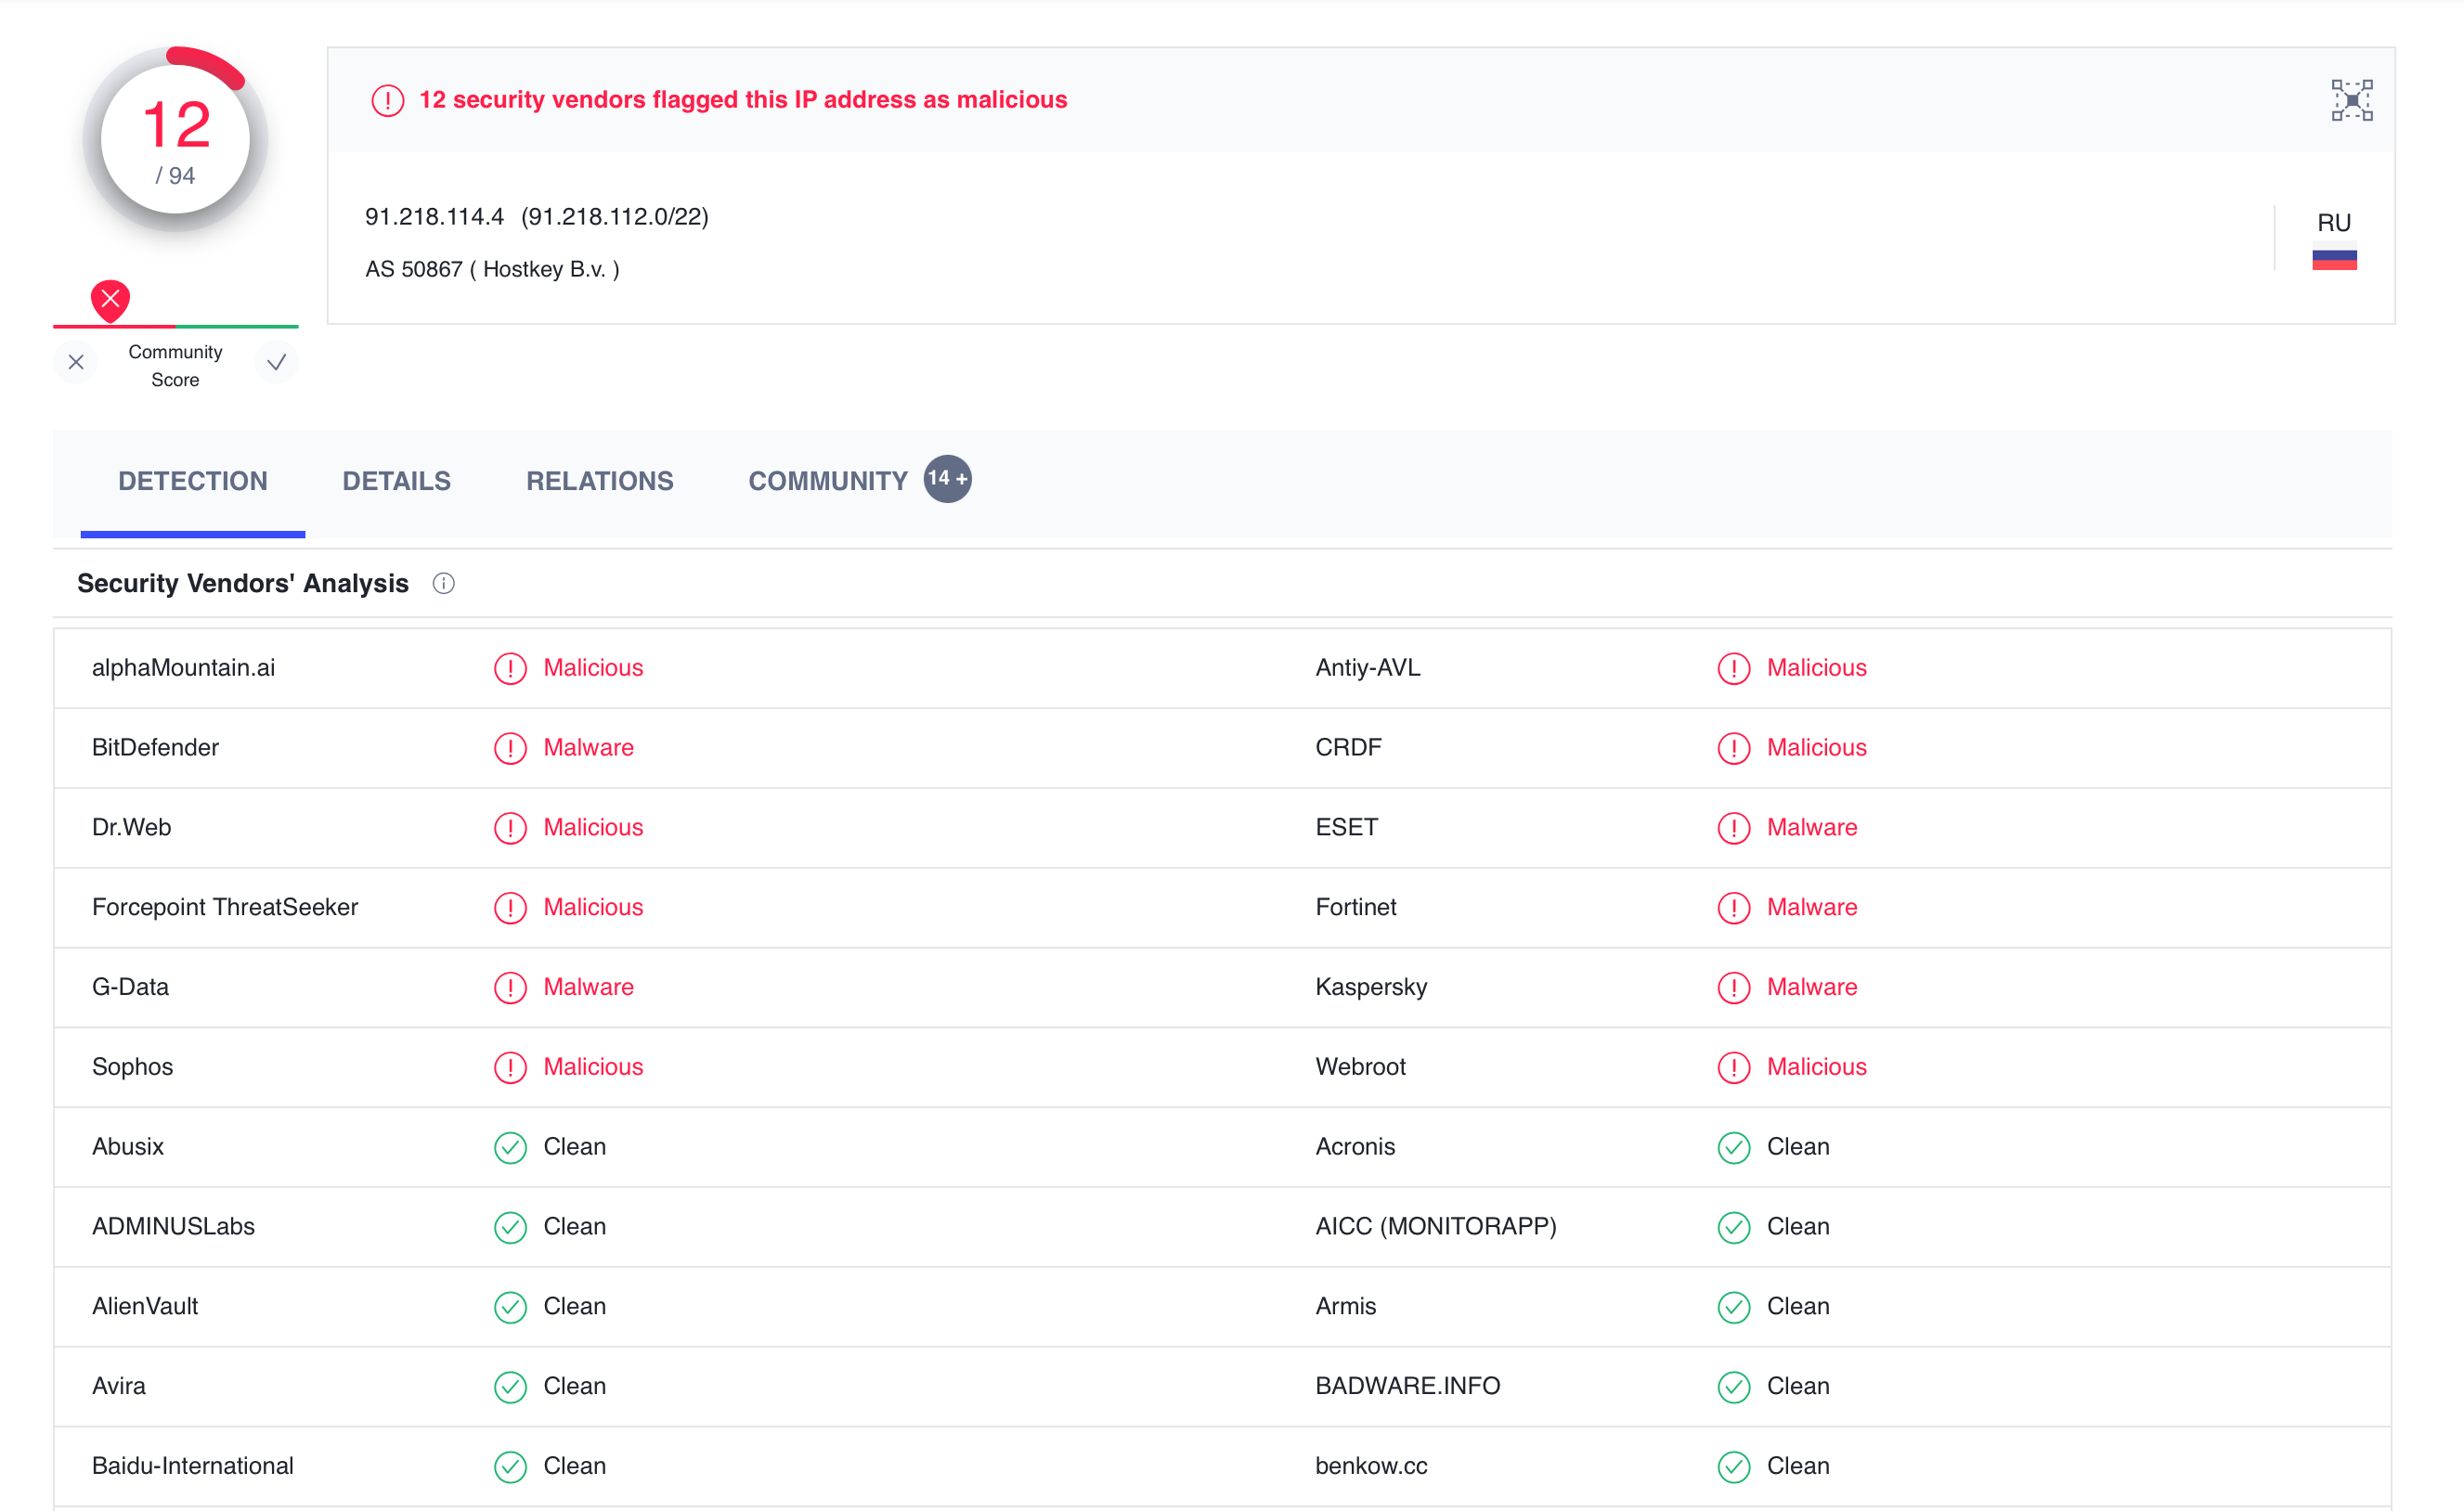 12
/ 94
Community
Score
12 security vendors flagged this IP address as malicious
91.218.114.4 (91.218.112.0/22)
AS 50867 ( Hostkey B.v. )
RU
DETECTION DETAILS RELATIONS COMMUNITY 14 +
Security Vendors' Analysis
alphaMountain.ai Malicious Antiy-AVL Malicious
BitDefender Malware CRDF Malicious
Dr.Web Malicious ESET Malware
Forcepoint ThreatSeeker Malicious Fortinet Malware
G-Data Malware Kaspersky Malware
Sophos Malicious Webroot Malicious
Abusix Clean Acronis Clean
ADMINUSLabs Clean AICC (MONITORAPP) Clean
AlienVault Clean Armis Clean
Avira Clean BADWARE.INFO Clean
Baidu-International Clean benkow.cc Clean